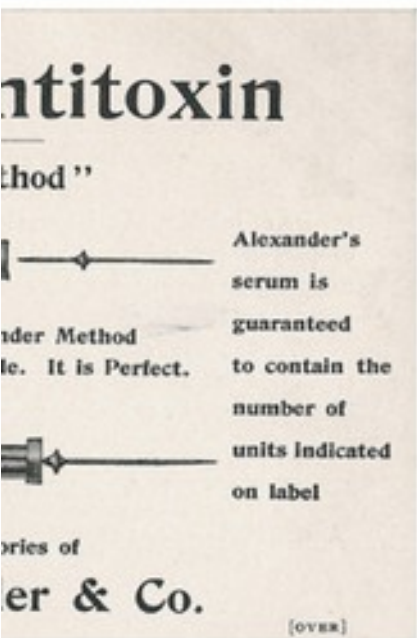 ntitoxin
thod"
Alexander's
serum is
guaranteed
to contain the
number of
units indicated
on label
nder Method
le. It is Perfect.
ories of
er & Co.
[OVER]